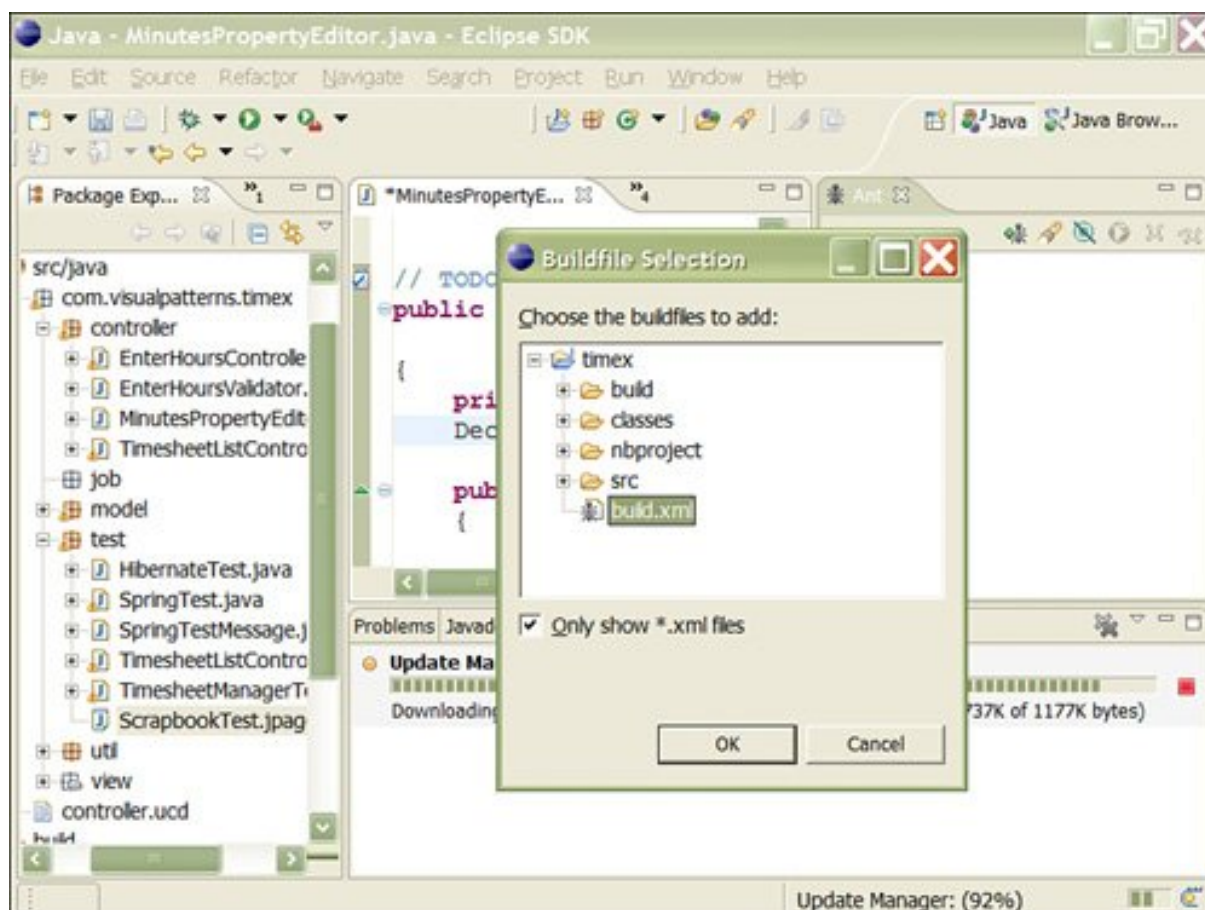 Java - MinutesPropertyEditor.java - Eclipse SDK
File Edit Source Refactor Navigate Search Project Run Window Help
Java Java Brow...
Package Exp... »1
*MinutesPropertyE... »4
Ant
src/java
com.visualpatterns.timex
controller
EnterHoursControlle
EnterHoursValidator.
MinutesPropertyEdit
TimesheetListContro
job
model
test
HibernateTest.java
SpringTest.java
SpringTestMessage.j
TimesheetListContro
TimesheetManagerT
ScrapbookTest.jpag
util
view
controller.ucd
build
// TODO
public
{
pri
Dec
pub
{
Buildfile Selection
Choose the buildfiles to add:
timex
build
classes
nbproject
src
build.xml
Only show *.xml files
OK Cancel
Problems Javad
Update Ma
Downloading 737K of 1177K bytes)
Update Manager: (92%)